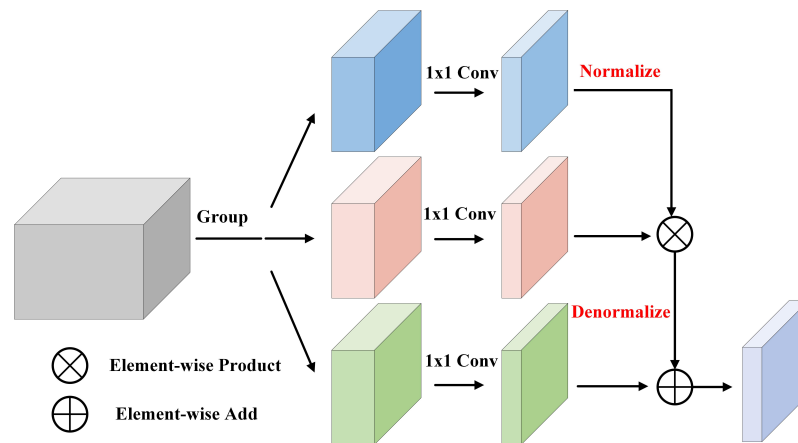 1x1 Conv
Normalize
Group
1x1 Conv
Denormalize
1x1 Conv
Element-wise Product
Element-wise Add